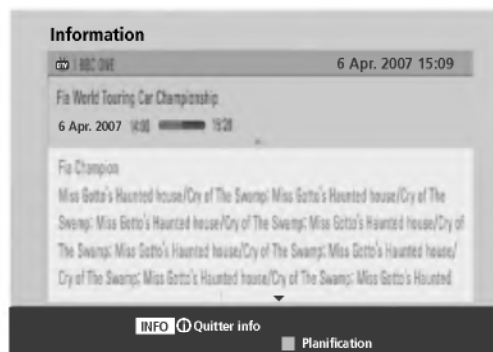 Information
DTV BBC ONE 6 Apr. 2007 15:09
Fia World Touring Car Championship
6 Apr. 2007 14:00 15:20
Fia Champion
Miss Gotto's Haunted house/Cry of The Swamp; Miss Gotto's Haunted house/Cry of The
Swamp; Miss Gotto's Haunted house/Cry of The Swamp; Miss Gotto's Haunted house/Cry of
The Swamp; Miss Gotto's Haunted house/Cry of The Swamp; Miss Gotto's Haunted house/
Cry of The Swamp; Miss Gotto's Haunted house/Cry of The Swamp; Miss Gotto's Haunted
INFO i Quitter info
Planification